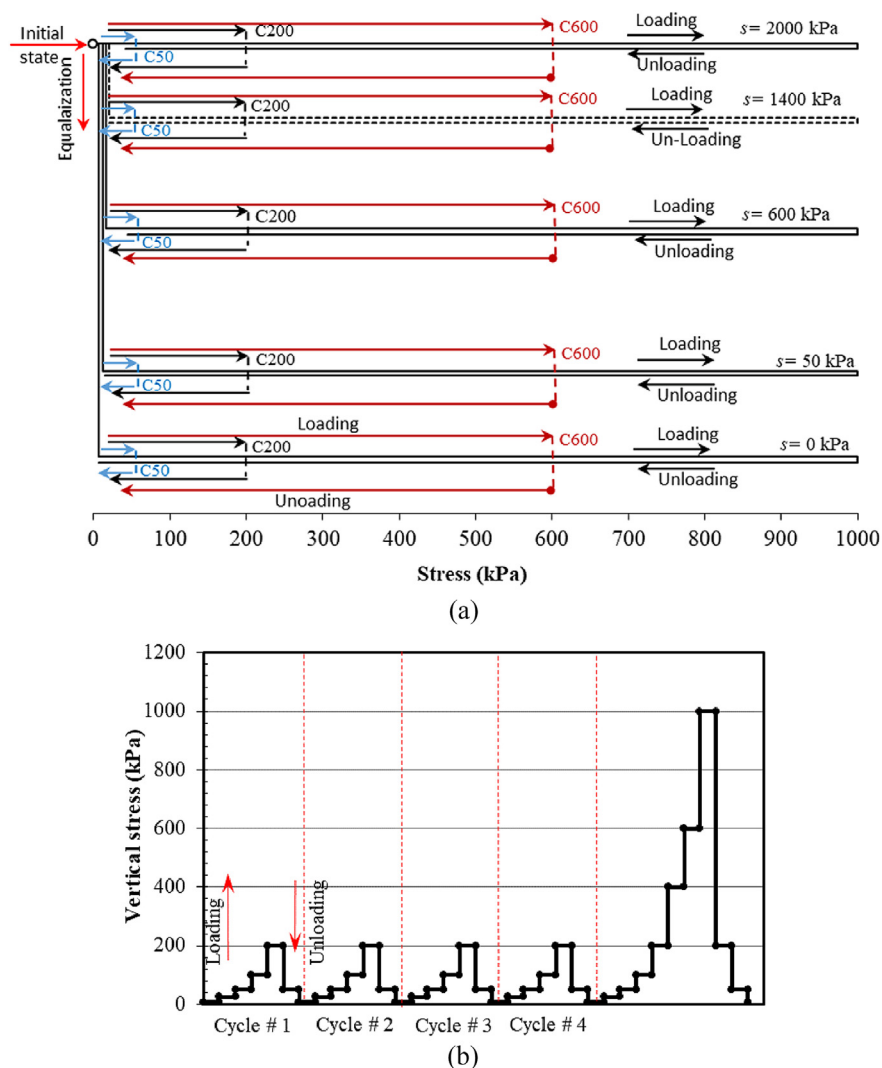 Initial
state
Equalaization
C50
C200
C600
Loading
Unloading
s= 2000 kPa
C50
C200
C600
Loading
Un-Loading
s= 1400 kPa
C50
C200
C600
Loading
Unloading
s= 600 kPa
C50
C200
C600
Loading
Unloading
s= 50 kPa
Loading
C50
C200
C600
Loading
Unloading
s= 0 kPa
Unoading
0 100 200 300 400 500 600 700 800 900 1000
Stress (kPa)
(a)
Vertical stress (kPa)
1200
1000
800
600
400
200
0
Loading
Unloading
Cycle # 1 Cycle # 2 Cycle # 3 Cycle # 4
(b)